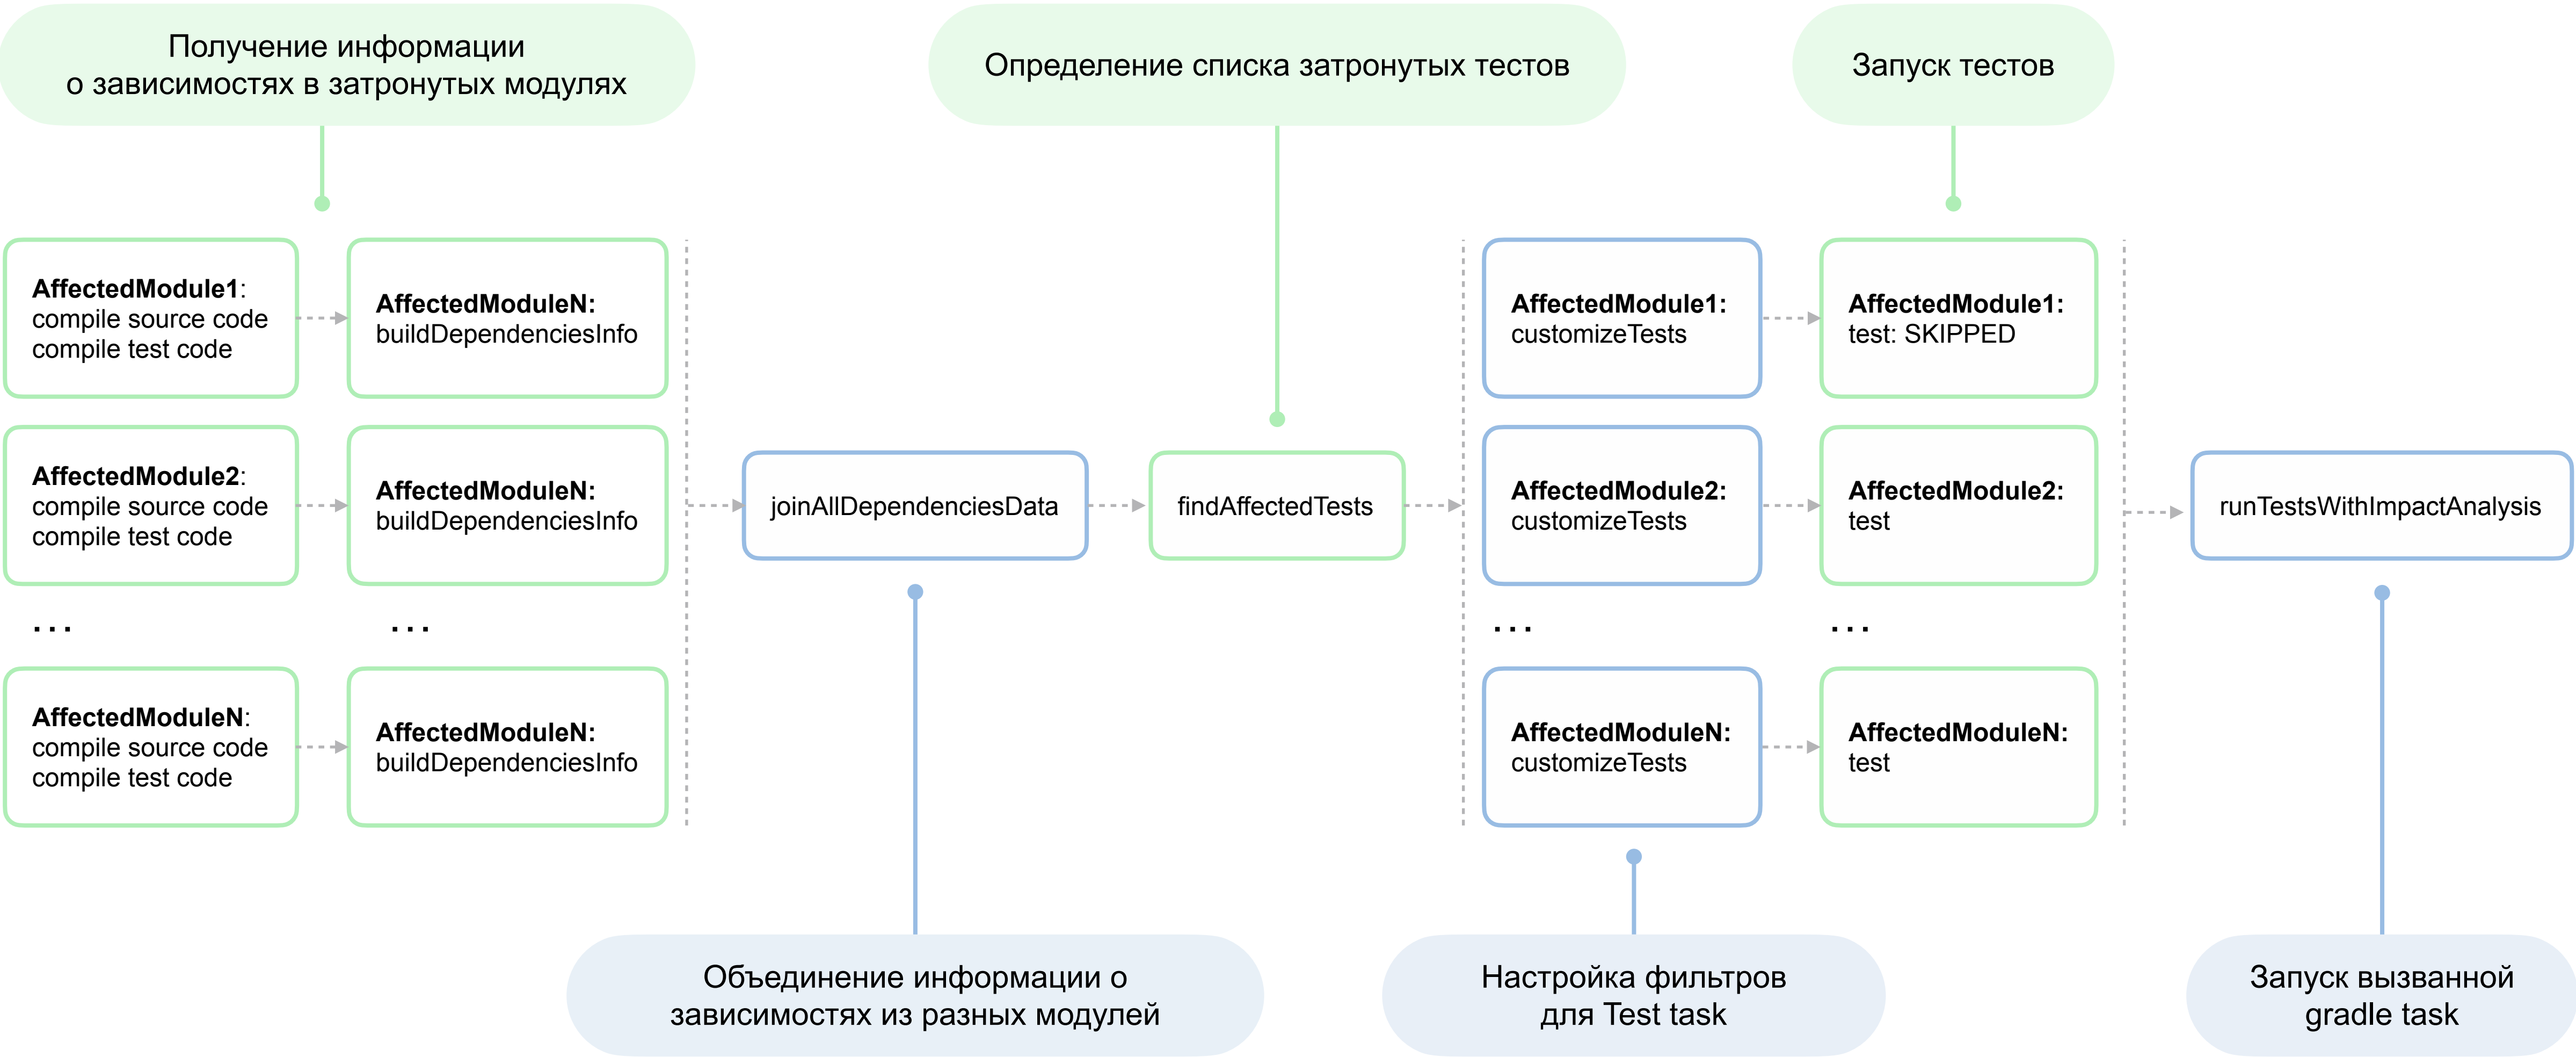 Получение информации
о зависимостях в затронутых модулях
Определение списка затронутых тестов
Запуск тестов
AffectedModule1:
compile source code
compile test code
AffectedModuleN:
buildDependenciesInfo
AffectedModule1:
customizeTests
AffectedModule1:
test: SKIPPED
AffectedModule2:
compile source code
compile test code
AffectedModuleN:
buildDependenciesInfo
joinAllDependenciesData
findAffectedTests
AffectedModule2:
customizeTests
AffectedModule2:
test
runTestsWithImpactAnalysis
...
...
...
...
AffectedModuleN:
compile source code
compile test code
AffectedModuleN:
buildDependenciesInfo
AffectedModuleN:
customizeTests
AffectedModuleN:
test
Объединение информации о
зависимостях из разных модулей
Настройка фильтров
для Test task
Запуск вызванной
gradle task